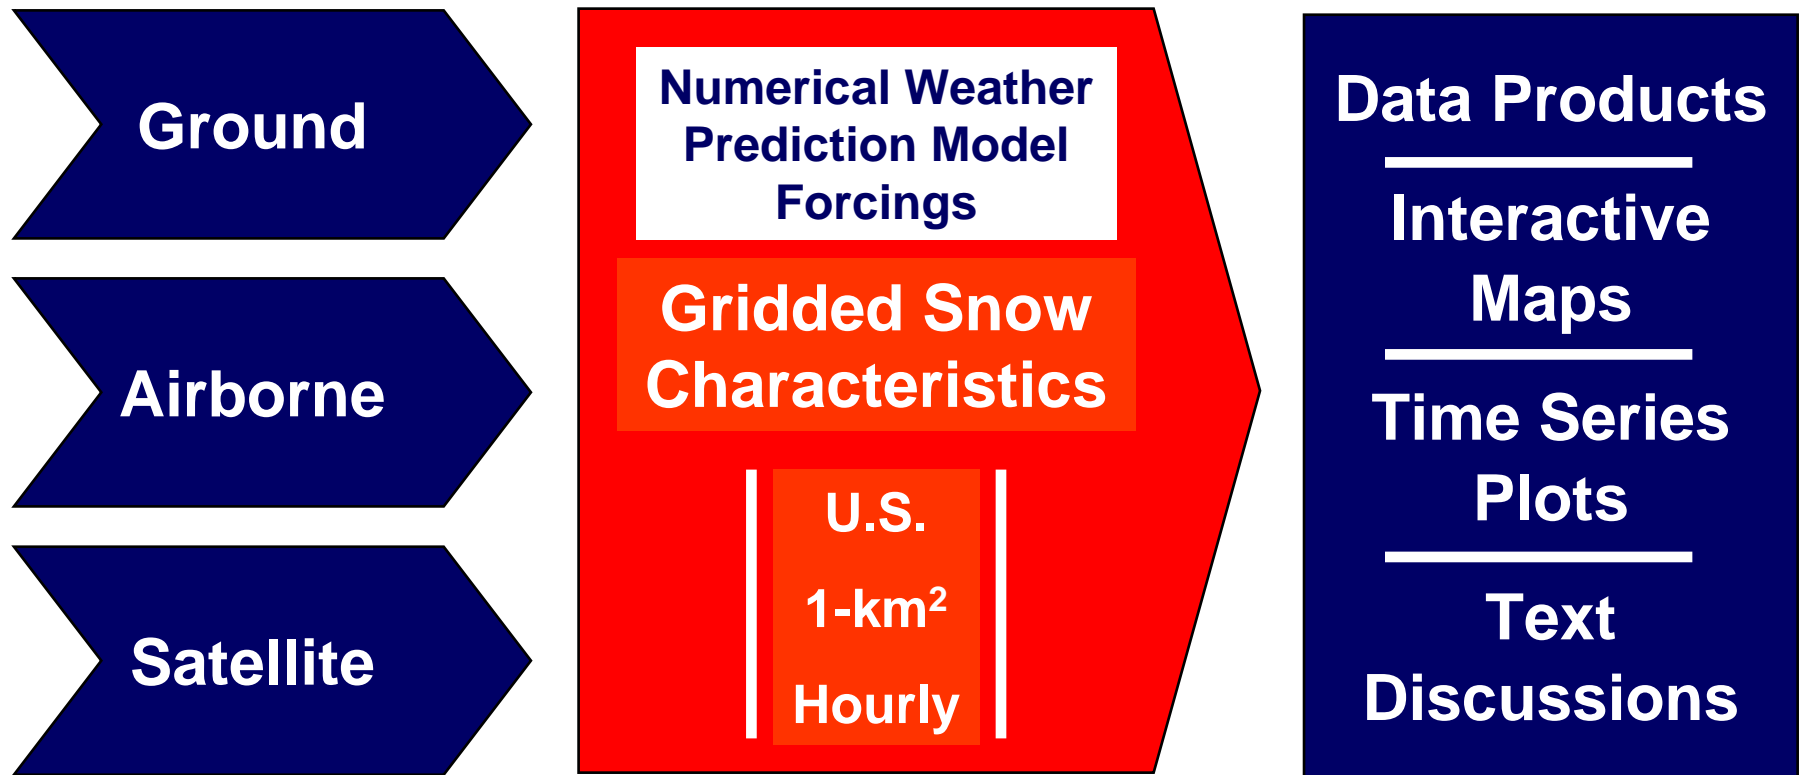 Ground
Airborne
Satellite
Numerical Weather
Prediction Model
Forcings
Gridded Snow
Characteristics
U.S.
1-km²
Hourly
Data Products
Interactive
Maps
Time Series
Plots
Text
Discussions